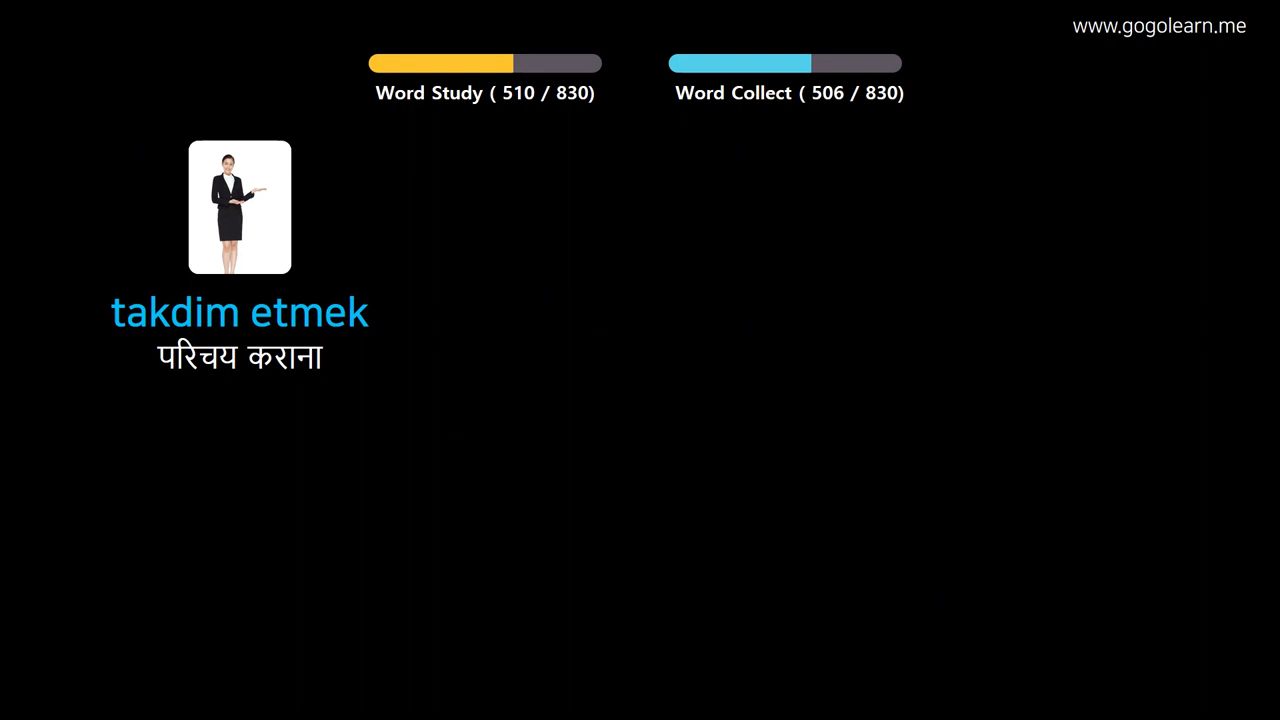 www.gogolearn.me
Word Study ( 510 / 830)
Word Collect ( 506 / 830)
takdim etmek
परिचय कराना